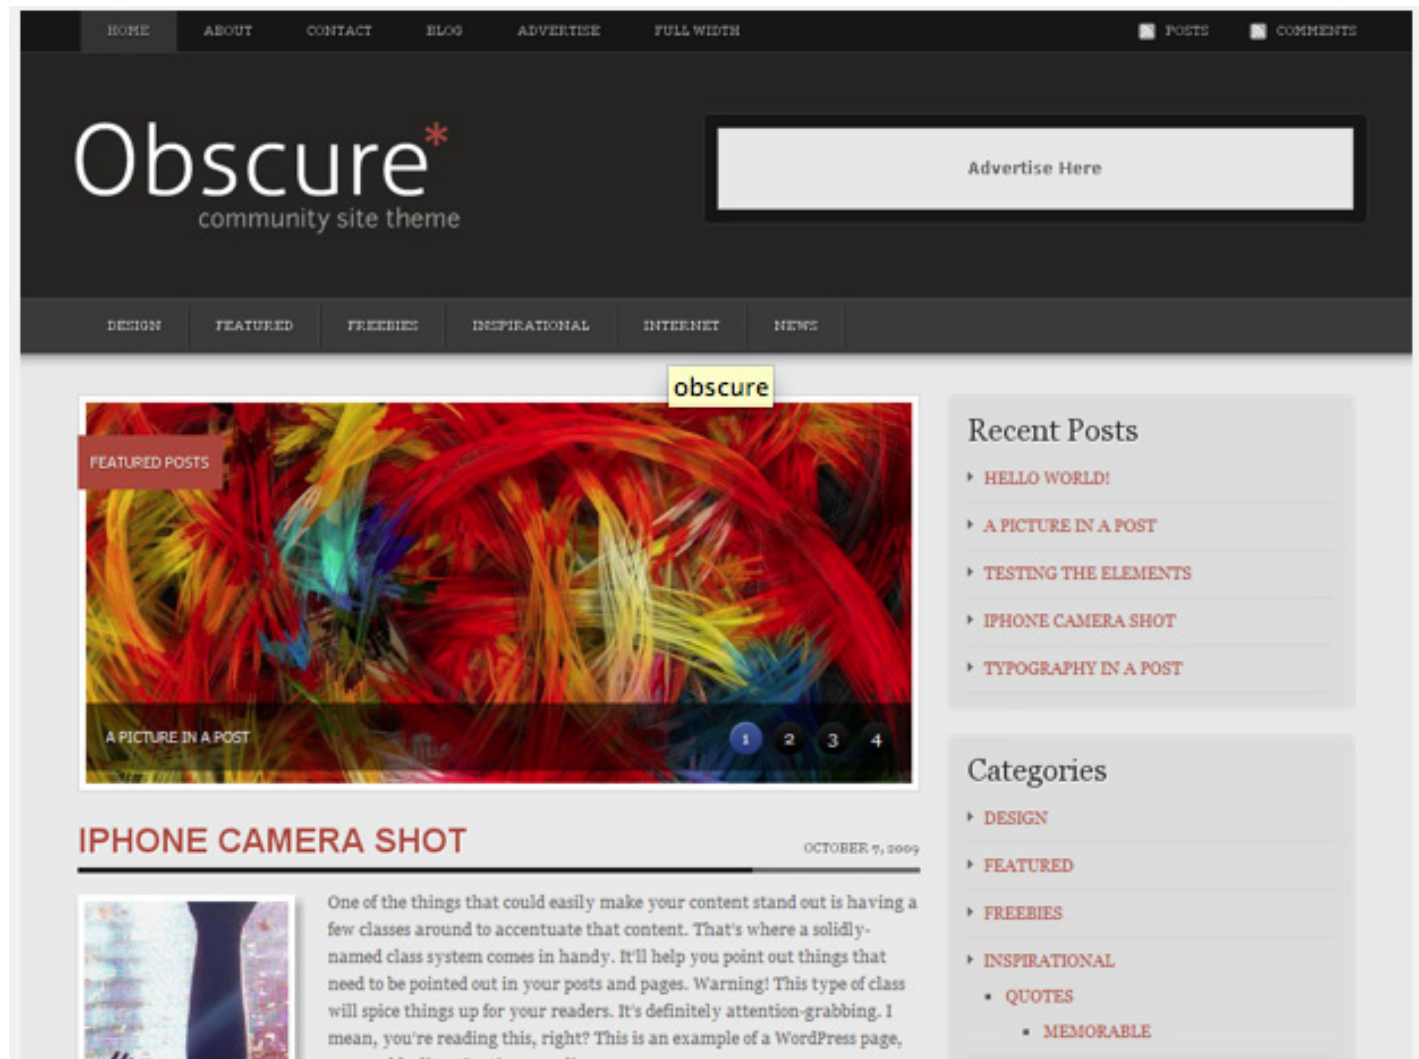 HOME ABOUT CONTACT BLOG ADVERTISE FULL WIDTH POSTS COMMENTS
Obscure*
community site theme
Advertise Here
DESIGN FEATURED FREEBIES INSPIRATIONAL INTERNET NEWS
obscure
FEATURED POSTS
A PICTURE IN A POST
1 2 3 4
IPHONE CAMERA SHOT
OCTOBER 7, 2009
One of the things that could easily make your content stand out is having a
few classes around to accentuate that content. That's where a solidly-
named class system comes in handy. It'll help you point out things that
need to be pointed out in your posts and pages. Warning! This type of class
will spice things up for your readers. It's definitely attention-grabbing. I
mean, you're reading this, right? This is an example of a WordPress page,
Recent Posts
HELLO WORLD!
A PICTURE IN A POST
TESTING THE ELEMENTS
IPHONE CAMERA SHOT
TYPOGRAPHY IN A POST
Categories
DESIGN
FEATURED
FREEBIES
INSPIRATIONAL
QUOTES
MEMORABLE